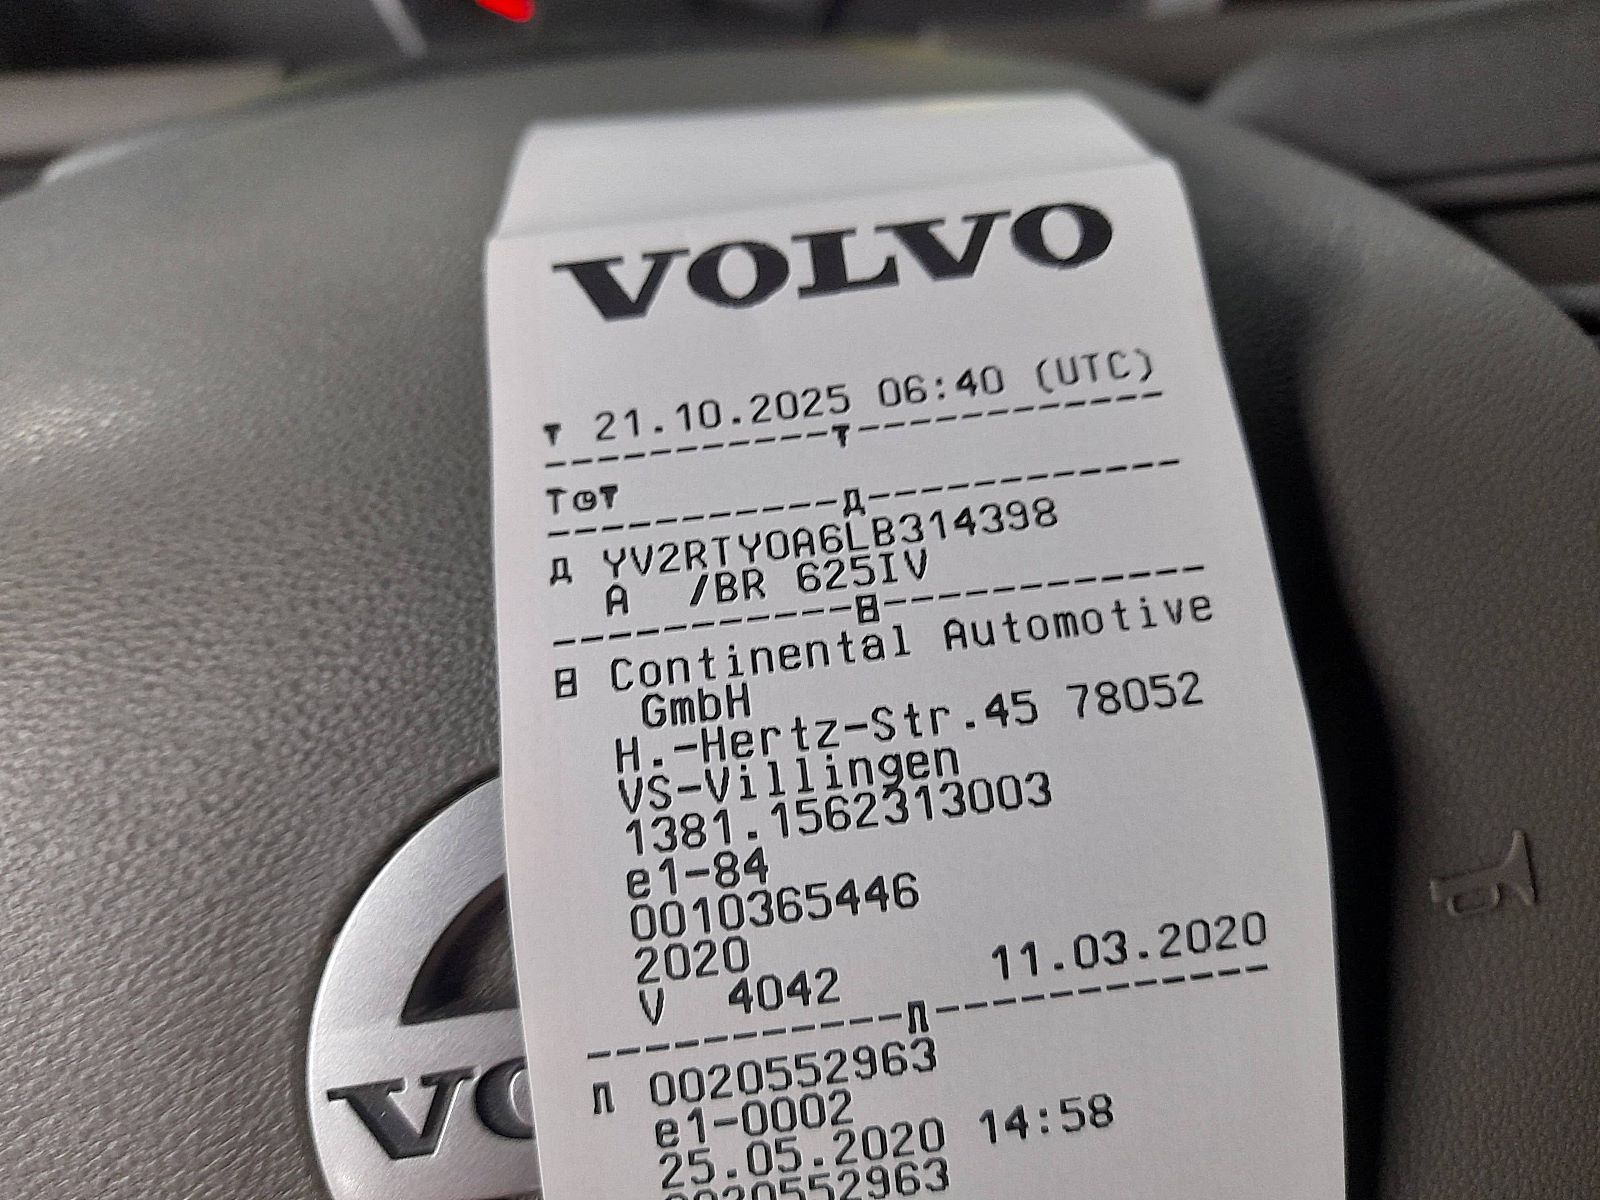 VOLVO
21.10.2025 06:40 (UTC)
T
YV2RTY0A6LB314398
A /BR 625IV
Continental Automotive
GmbH
H.-Hertz-Str.45 78052
VS-Villingen
1381.1562313003
e1-84
0010365446
2020
V 4042 11.03.2020
0020552963
e1-0002
25.05.2020 14:58
0020552963
VO